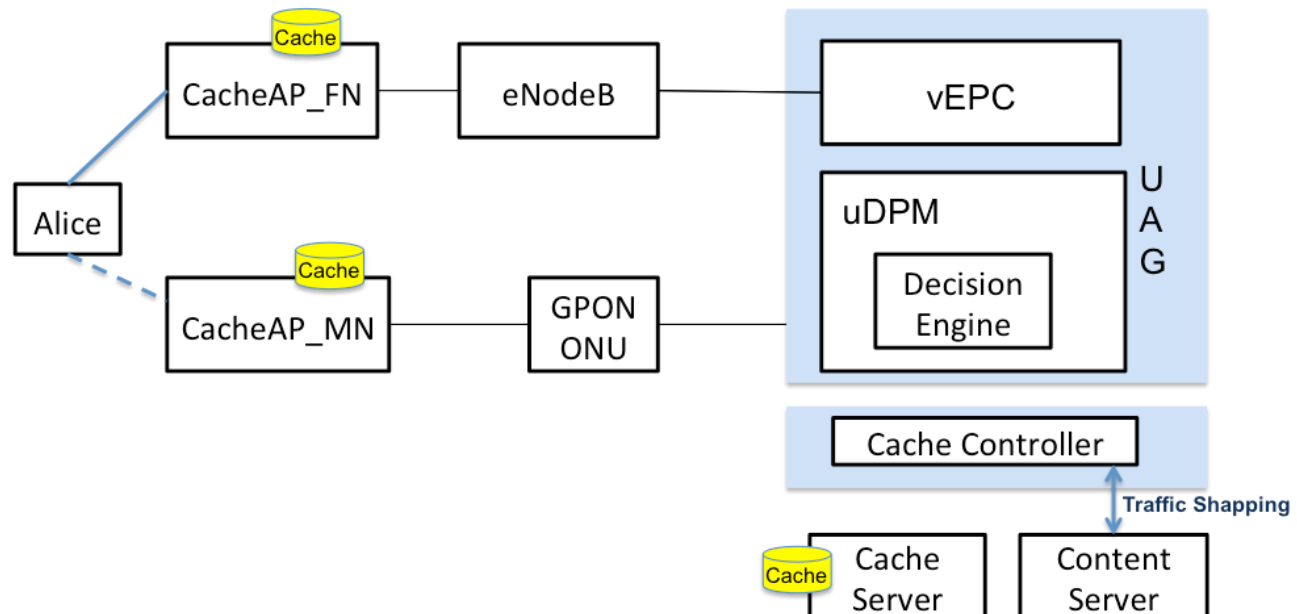 Cache
CacheAP_FN
eNodeB
vEPC
Alice
U
A
G
uDPM
Decision
Engine
Cache
CacheAP_MN
GPON
ONU
Cache Controller
Traffic Shapping
Cache
Cache
Server
Content
Server